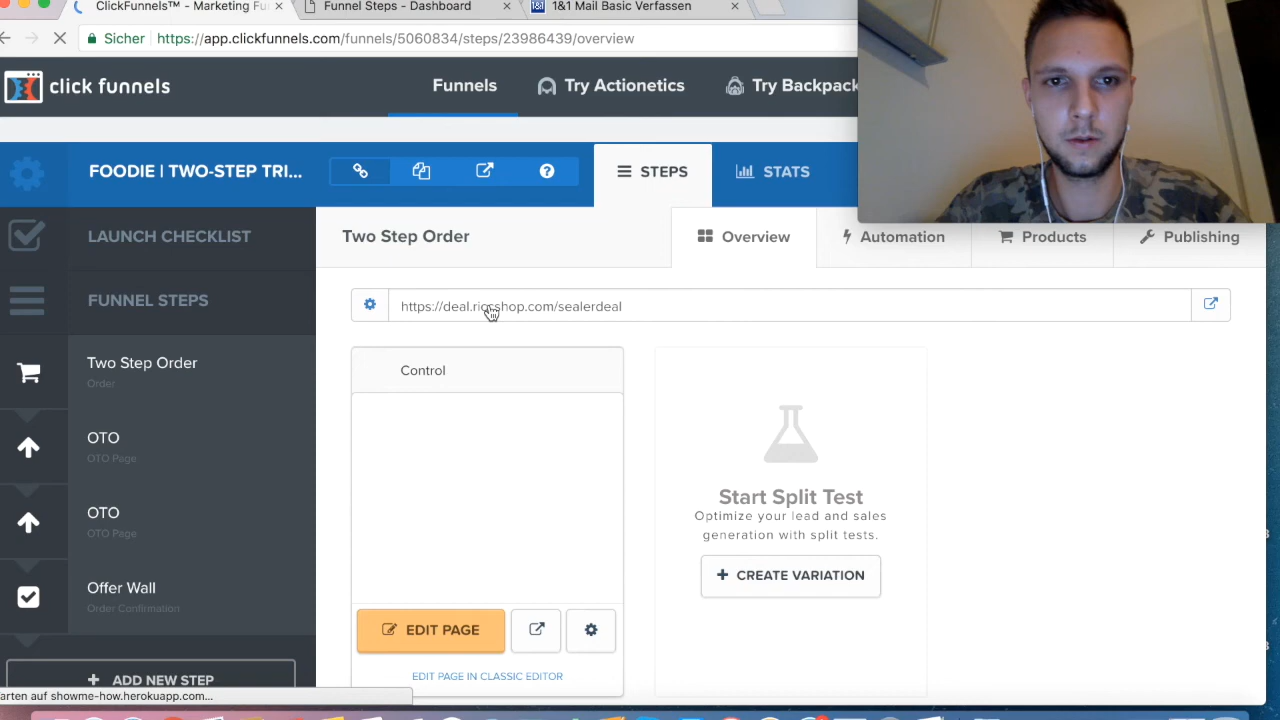 ClickFunnels™ - Marketing Fu
Funnel Steps - Dashboard
1&1 Mail Basic Verfassen
Sicher https://app.clickfunnels.com/funnels/5060834/steps/23986439/overview
click funnels
Funnels
Try Actionetics
Try Backpack
FOODIE | TWO-STEP TRI...
STEPS
STATS
LAUNCH CHECKLIST
Two Step Order
Overview
Automation
Products
Publishing
FUNNEL STEPS
https://deal.ricsshop.com/sealerdeal
Two Step Order
Order
Control
OTO
OTO Page
Start Split Test
Optimize your lead and sales
generation with split tests.
OTO
OTO Page
CREATE VARIATION
Offer Wall
Order Confirmation
EDIT PAGE
EDIT PAGE IN CLASSIC EDITOR
ADD NEW STEP
arten auf showme-how.herokuapp.com...